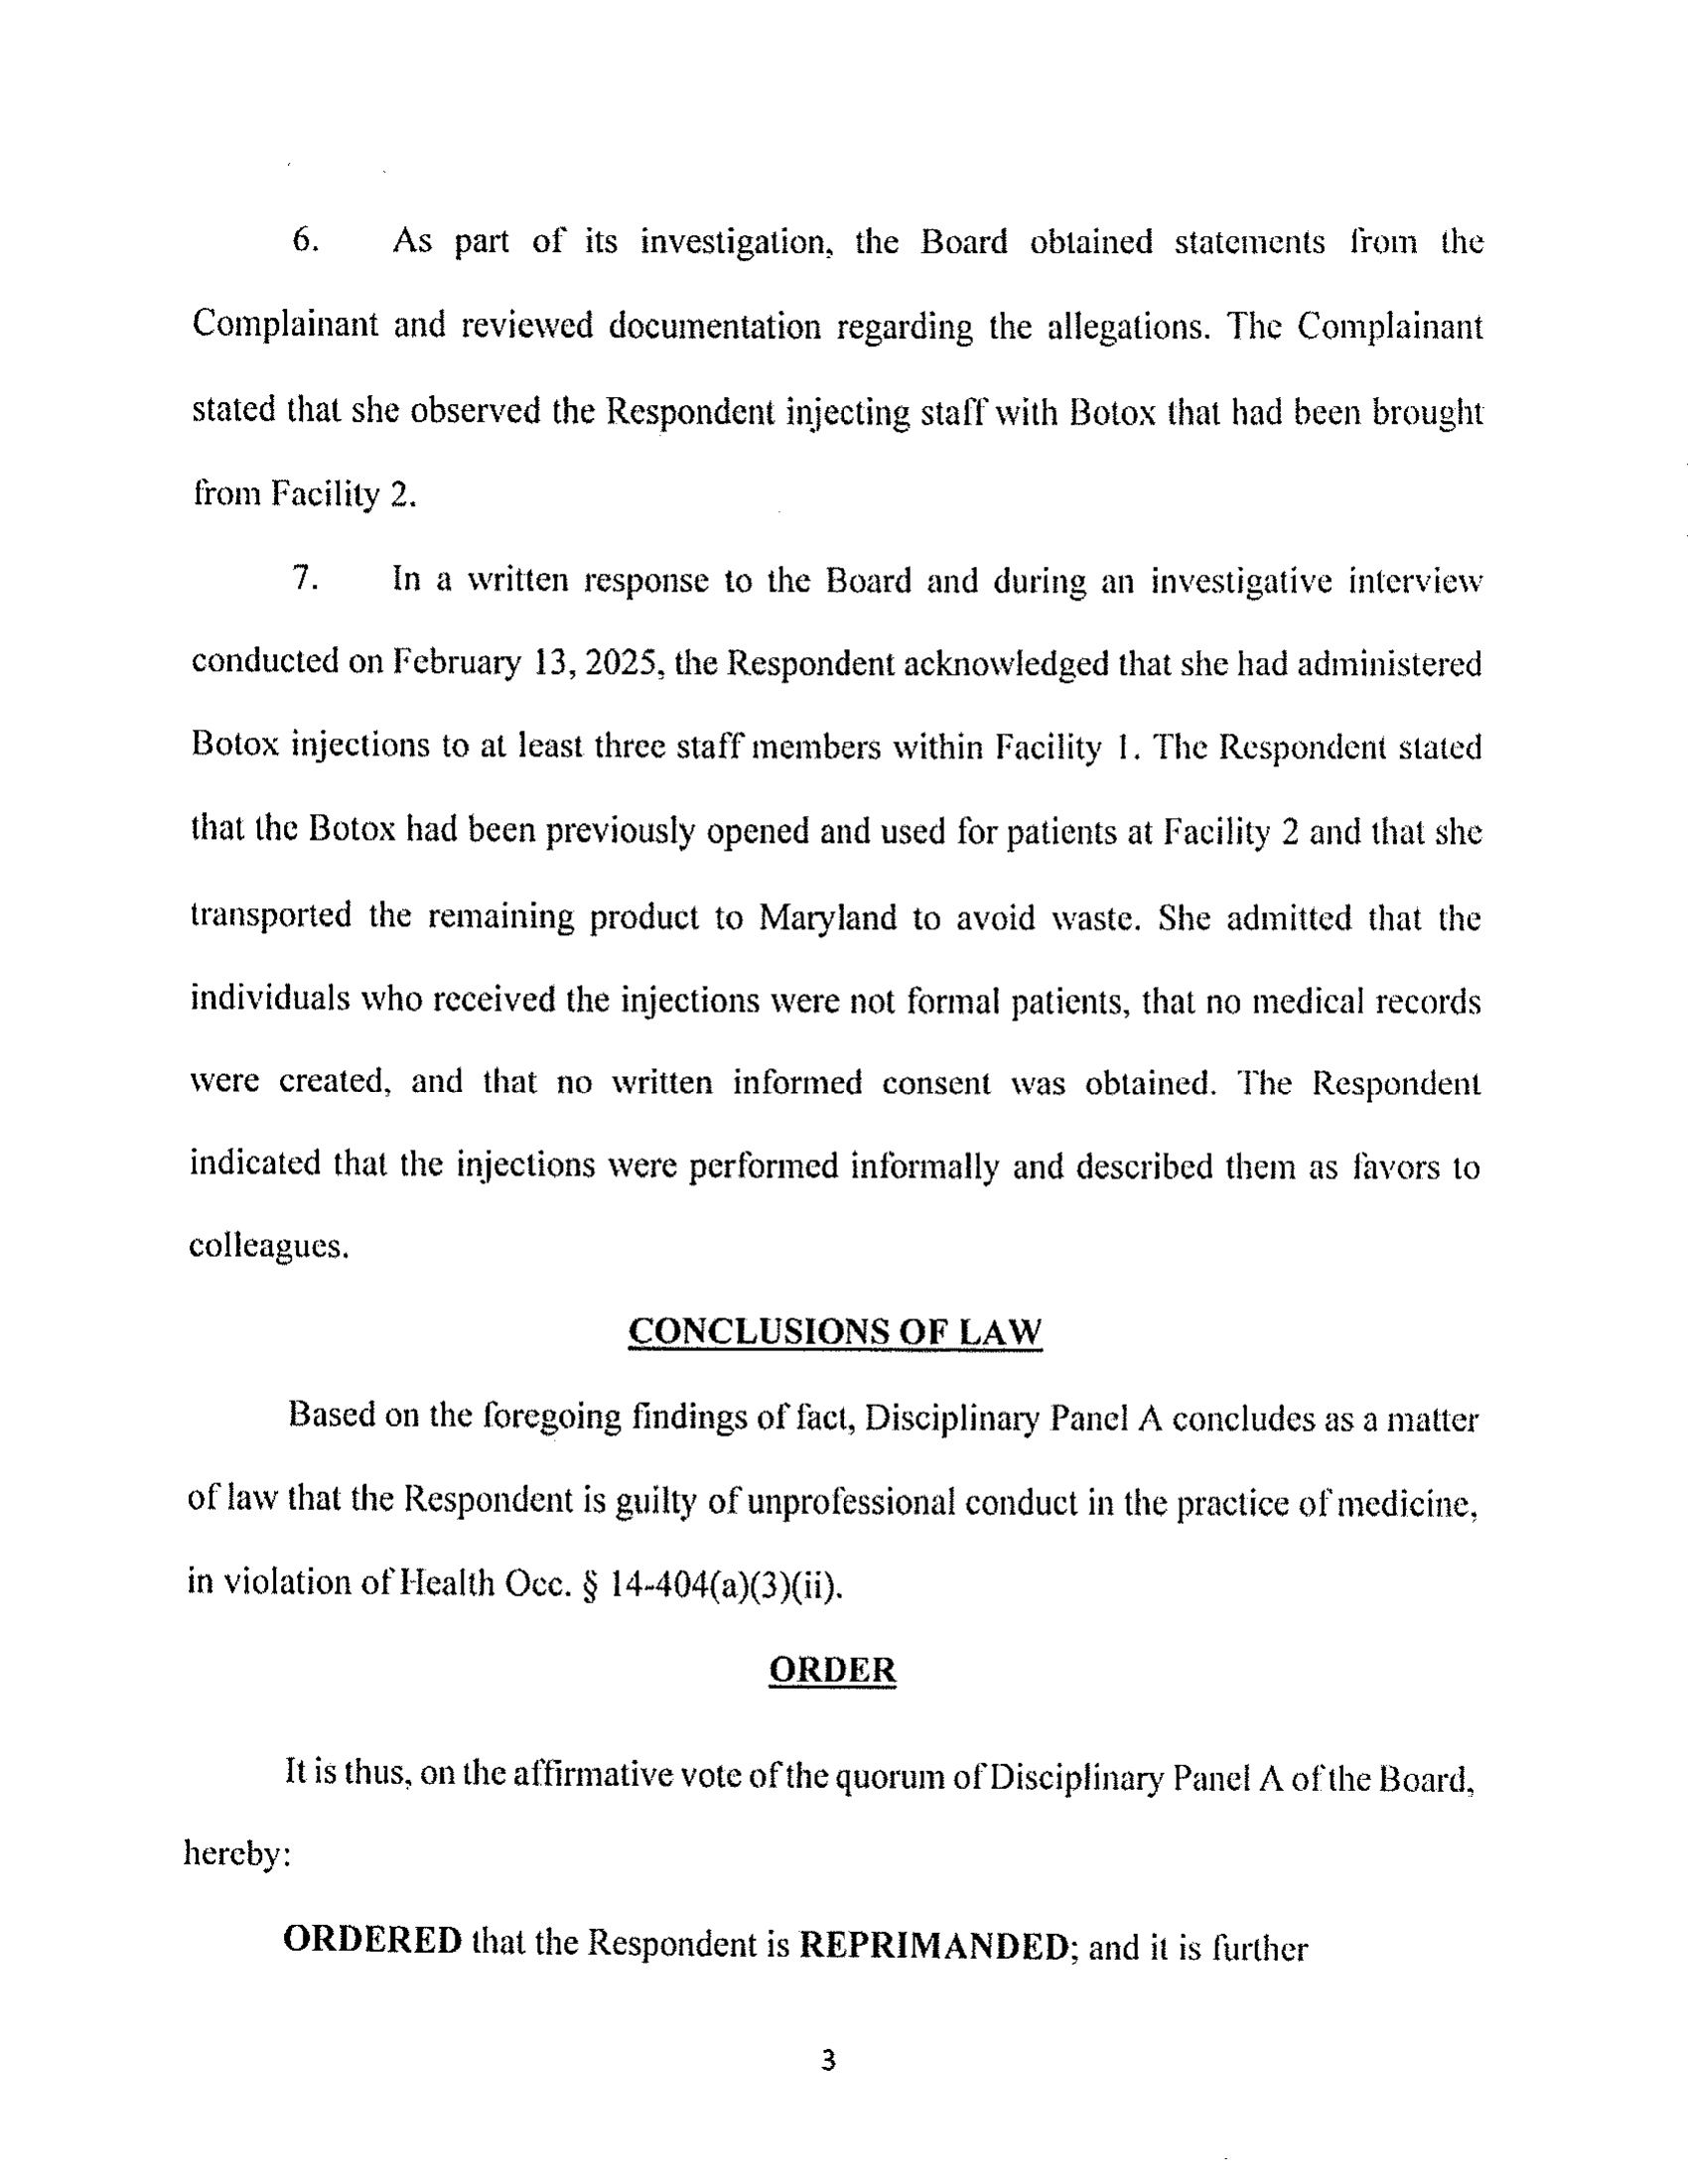 6. As part of its investigation, the Board obtained statements from the
Complainant and reviewed documentation regarding the allegations. The Complainant
stated that she observed the Respondent injecting staff with Botox that had been brought
from Facility 2.
7. In a written response to the Board and during an investigative interview
conducted on February 13, 2025, the Respondent acknowledged that she had administered
Botox injections to at least three staff members within Facility 1. The Respondent stated
that the Botox had been previously opened and used for patients at Facility 2 and that she
transported the remaining product to Maryland to avoid waste. She admitted that the
individuals who received the injections were not formal patients, that no medical records
were created, and that no written informed consent was obtained. The Respondent
indicated that the injections were performed informally and described them as favors to
colleagues.
CONCLUSIONS OF LAW
Based on the foregoing findings of fact, Disciplinary Panel A concludes as a matter
of law that the Respondent is guilty of unprofessional conduct in the practice of medicine,
in violation of Health Occ. § 14-404(a)(3)(ii).
ORDER
It is thus, on the affirmative vote of the quorum of Disciplinary Panel A of the Board,
hereby:
ORDERED that the Respondent is REPRIMANDED; and it is further
3